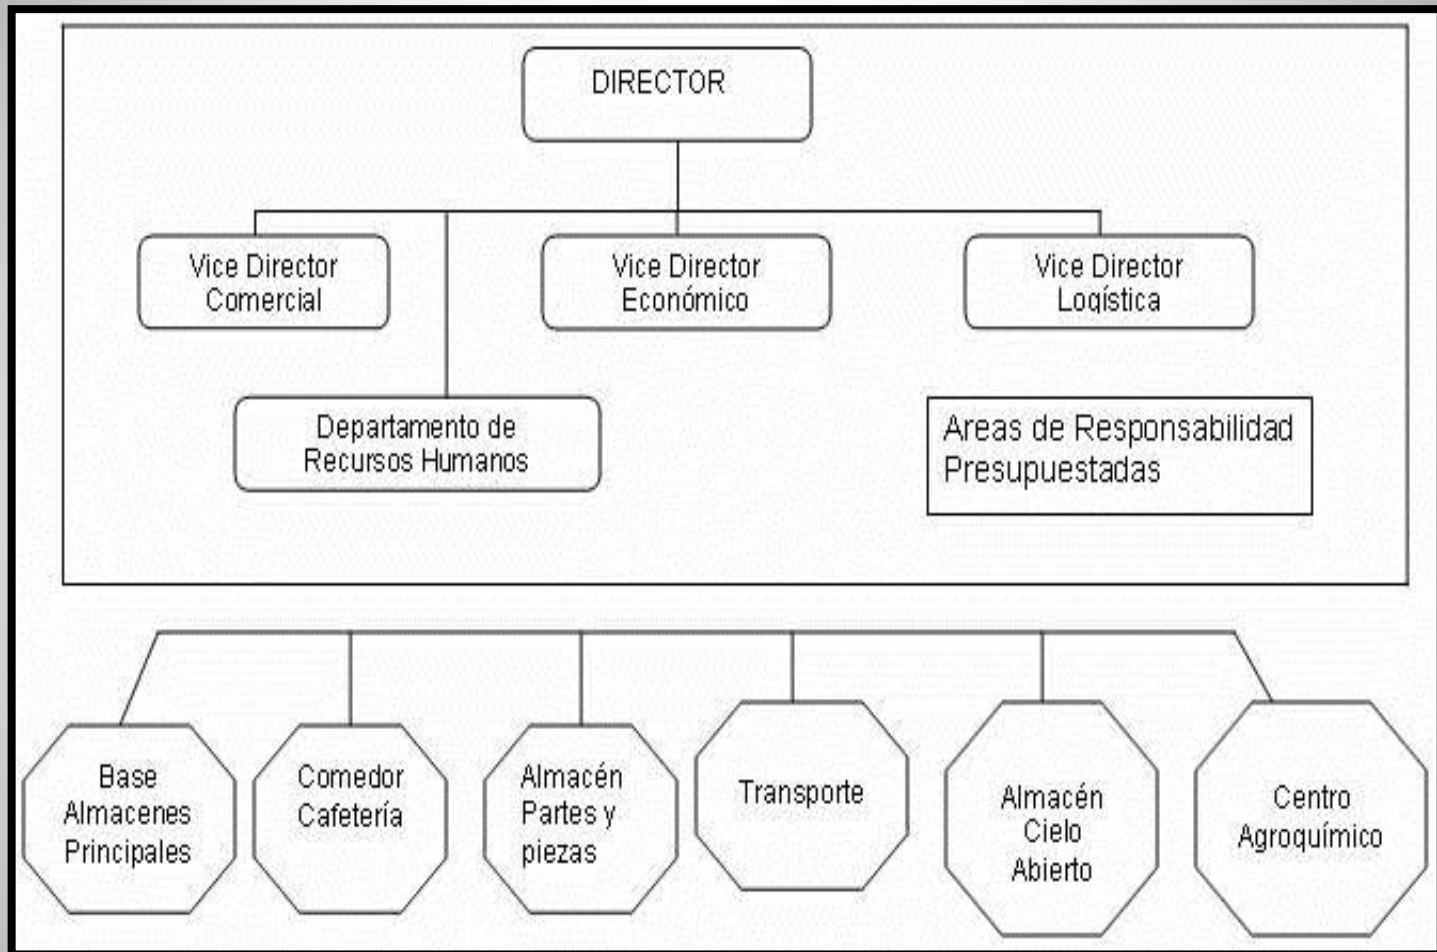 DIRECTOR
Vice Director
Comercial
Vice Director
Económico
Vice Director
Logística
Departamento de
Recursos Humanos
Areas de Responsabilidad
Presupuestadas
Base
Almacenes
Principales
Comedor
Cafetería
Almacén
Partes y
piezas
Transporte
Almacén
Cielo
Abierto
Centro
Agroquímico